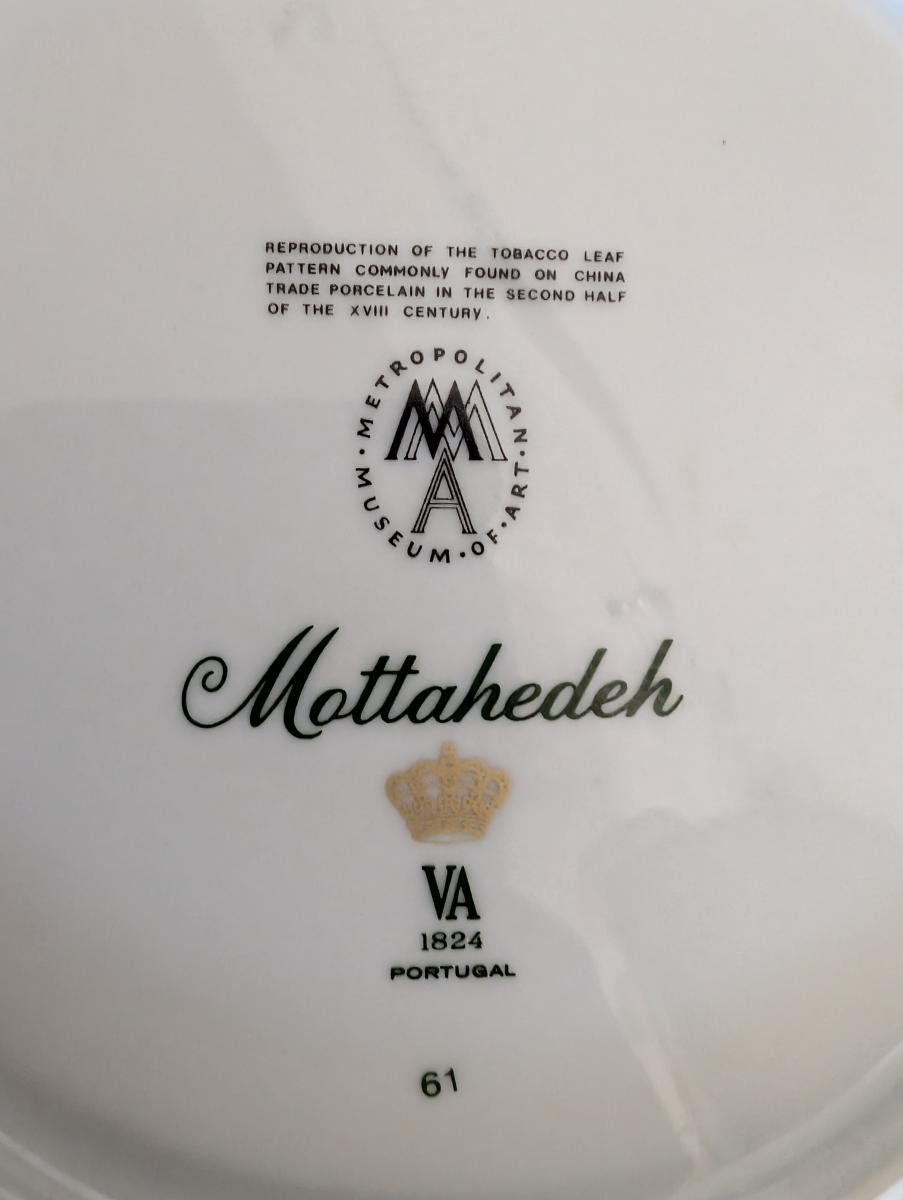 REPRODUCTION OF THE TOBACCO LEAF
PATTERN COMMONLY FOUND ON CHINA
TRADE PORCELAIN IN THE SECOND HALF
OF THE XVIII CENTURY.
METROPOLITAN · MUSEUM · OF · ART ·
MMA
Mottahedeh
VA
1824
PORTUGAL
61